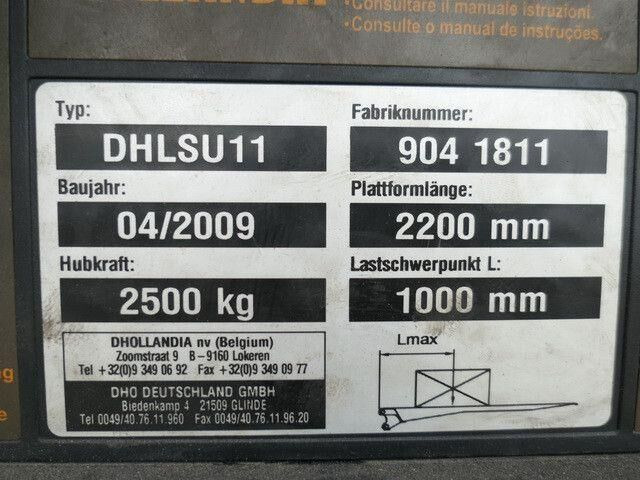 •Consultare il manuale istruzioni.
•Consulte o manual de instruções.
Typ:
DHLSU11
Fabriknummer:
904 1811
Baujahr:
04/2009
Plattformlänge:
2200 mm
Hubkraft:
2500 kg
Lastschwerpunkt L:
1000 mm
DHOLLANDIA nv (Belgium)
Zoomstraat 9 B–9160 Lokeren
Tel +32(0)9 349 06 92 Fax +32(0)9 349 09 77
DHO DEUTSCHLAND GMBH
Biedenkamp 4 21509 GLINDE
Tel 0049/40.76.11.960 Fax 0049/40.76.11.96.20
Lmax